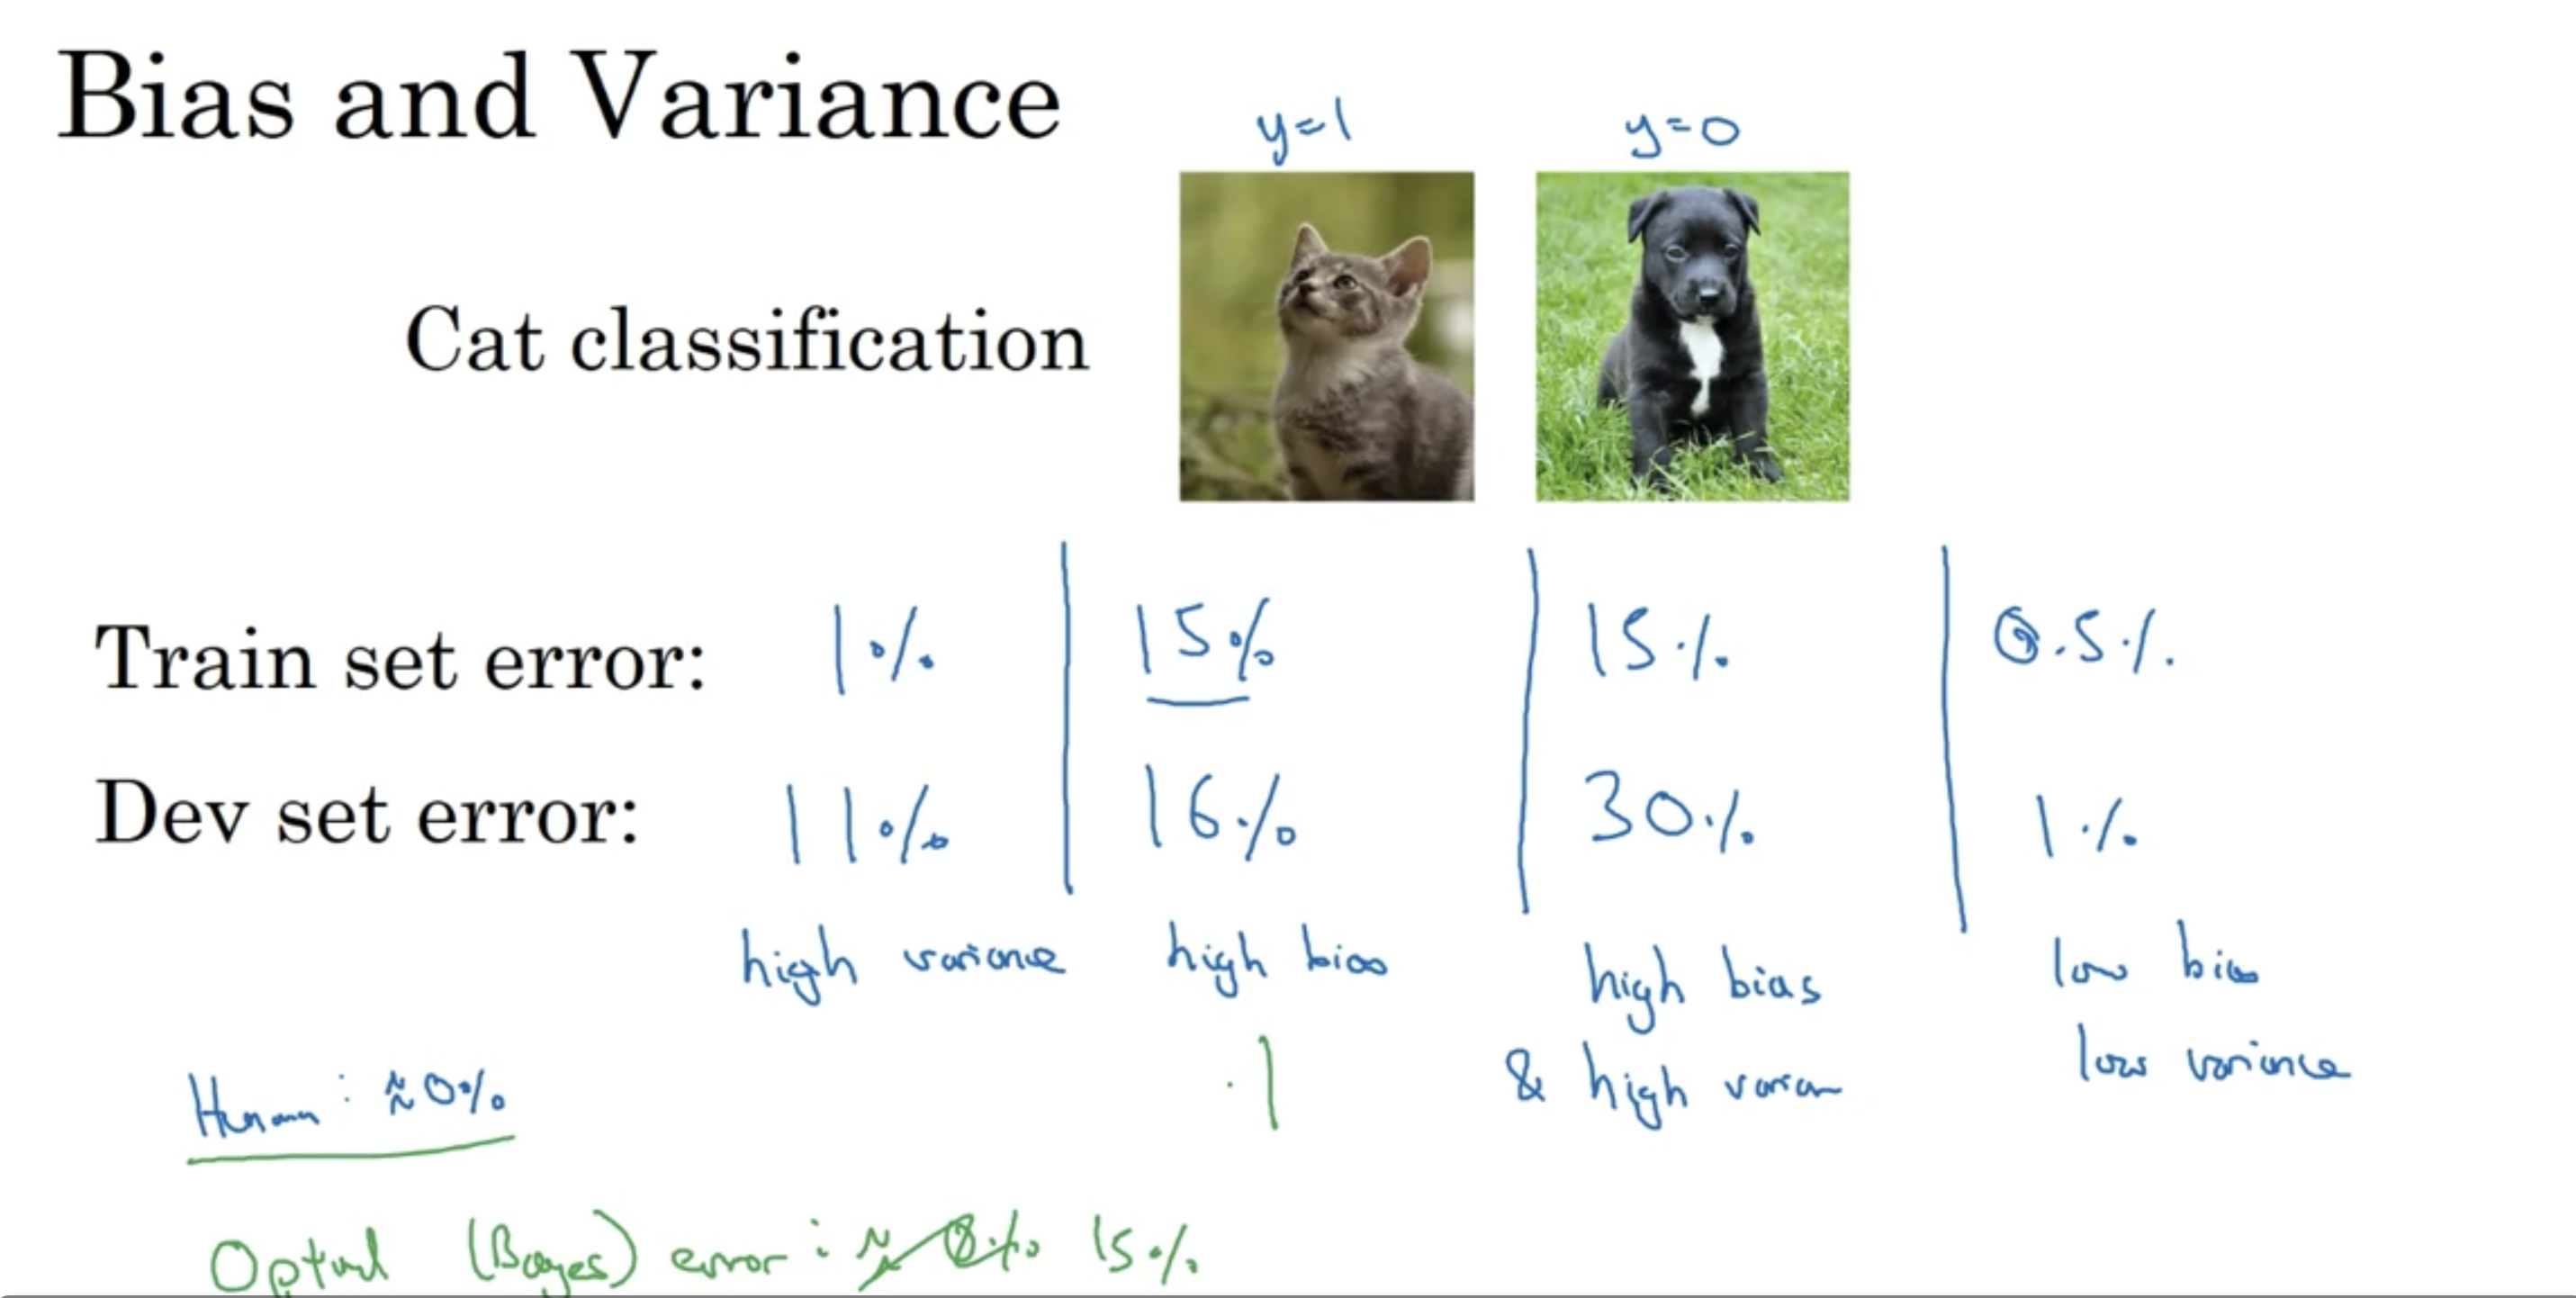 Bias and Variance
y=1 y=0
Cat classification
Train set error: 1% 15% 15% 0.5%
Dev set error: 11% 16% 30% 1%
high variance high bias high bias low bias
& high varian low variance
Human: ≈0%
Optimal (Bayes) error: ≈ 0% 15%